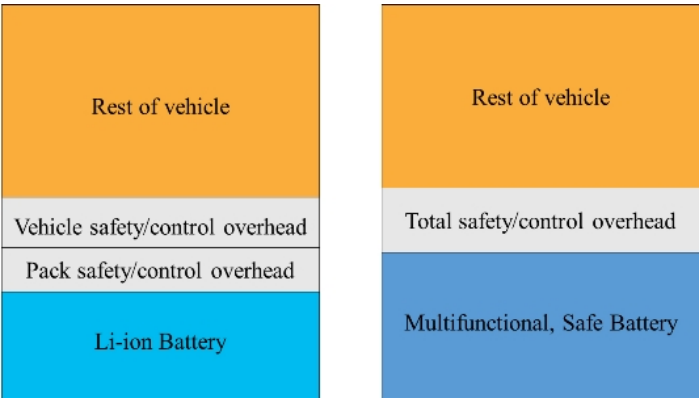 Rest of vehicle
Vehicle safety/control overhead
Pack safety/control overhead
Li-ion Battery
Rest of vehicle
Total safety/control overhead
Multifunctional, Safe Battery